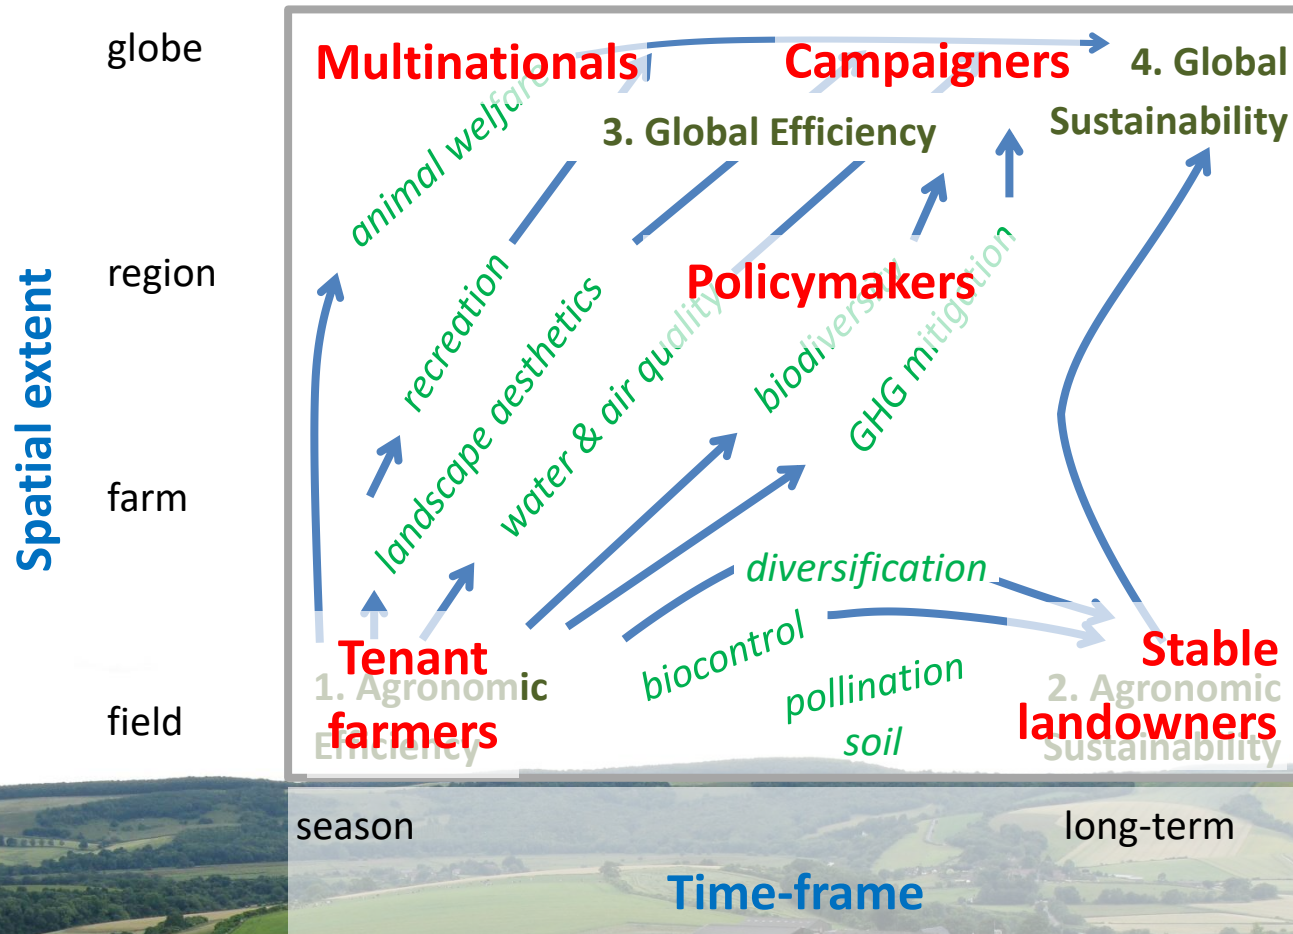 globe
Multinationals
Campaigners
4. Global
Sustainability
3. Global Efficiency
animal welfare
region
Policymakers
recreation
landscape aesthetics
water & air quality
biodiversity
GHG mitigation
Spatial extent
farm
diversification
biocontrol
pollination
soil
field
Tenant
farmers
1. Agronomic
Efficiency
Stable
landowners
2. Agronomic
Sustainability
season
long-term
Time-frame